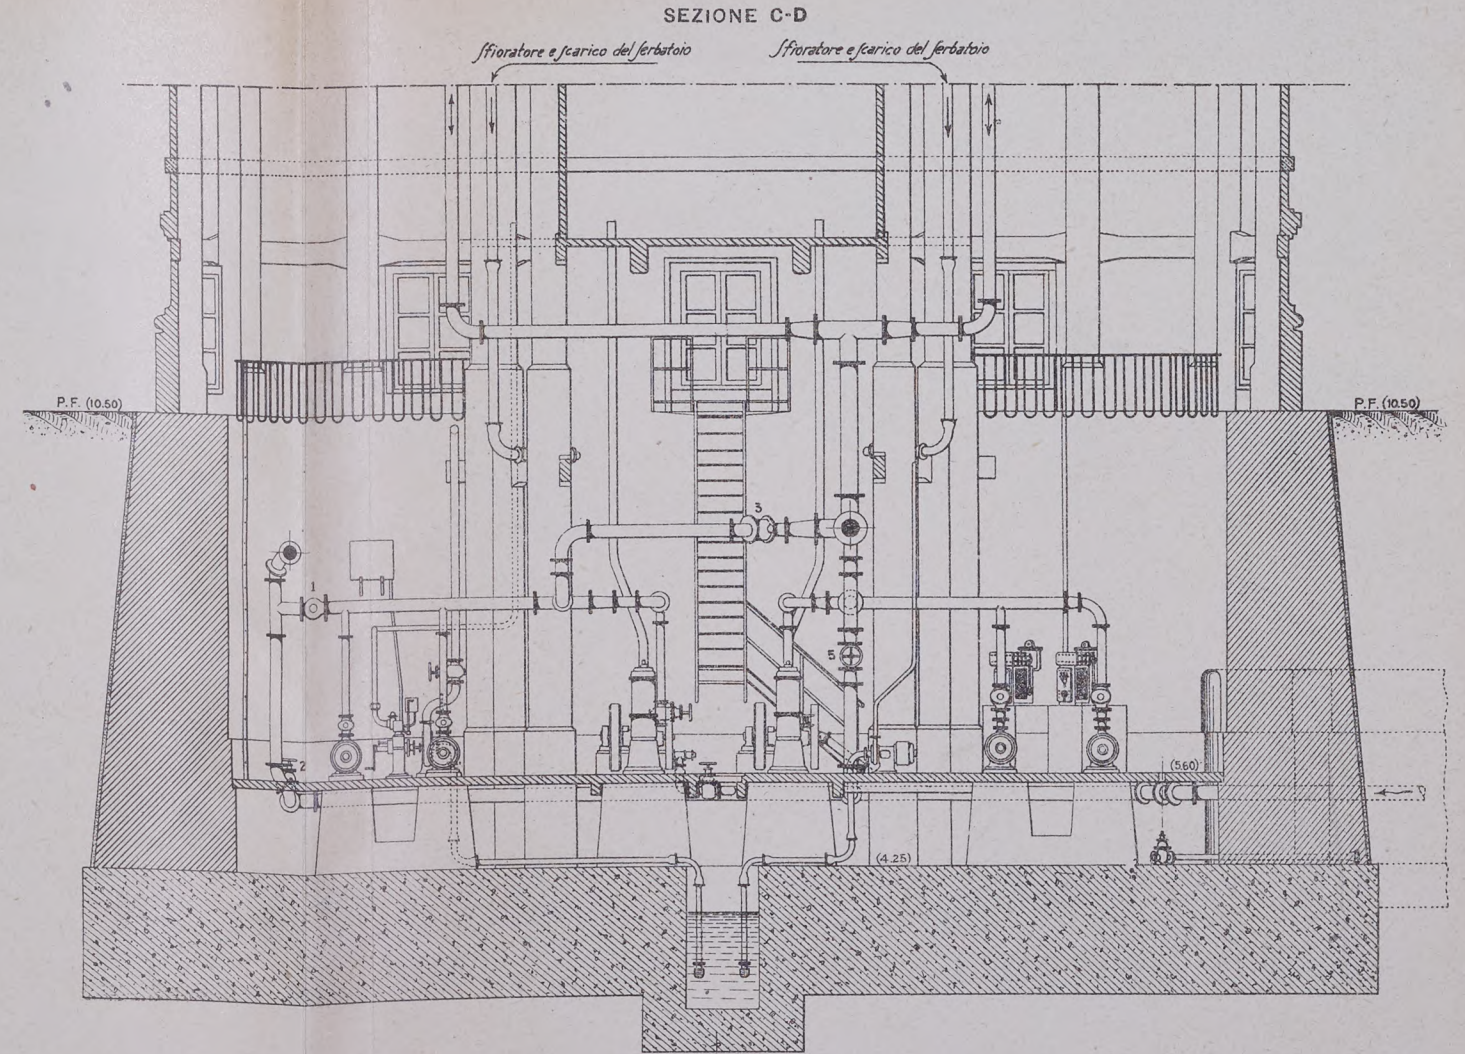 SEZIONE C-D
Sfioratore e scarico del serbatoio
Sfioratore e scarico del serbatoio
P.F. (10.50)
P.F. (10.50)
3
1
5
2
(5.60)
(4.25)